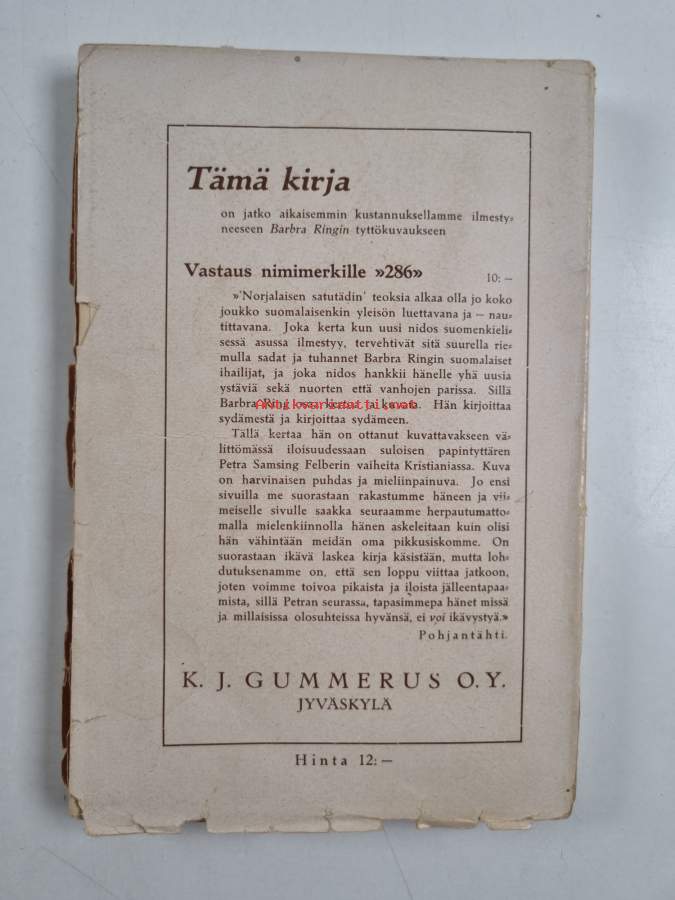 Tämä kirja
on jatko aikaisemmin kustannuksellamme ilmesty-
neeseen Barbra Ringin tyttökuvaukseen
Vastaus nimimerkille »286»
10: —
»'Norjalaisen satutädin' teoksia alkaa olla jo koko
joukko suomalaisenkin yleisön luettavana ja — nau-
tittavana. Joka kerta kun uusi nidos suomenkieli-
sessä asussa ilmestyy, tervehtivät sitä suurella rie-
mulla sadat ja tuhannet Barbra Ringin suomalaiset
ihailijat, ja joka nidos hankkii hänelle yhä uusia
ystäviä sekä nuorten että vanhojen parissa. Sillä
Barbra Ring osaa kertoa ja kuvata. Hän kirjoittaa
sydämestä ja kirjoittaa sydämeen.
Tällä kertaa hän on ottanut kuvattavakseen vä-
littömässä iloisuudessaan suloisen papintyttären
Petra Samsing Felberin vaiheita Kristianiassa. Kuva
on harvinaisen puhdas ja mieliinpainuva. Jo ensi
sivuilla me suorastaan rakastumme häneen ja vii-
meiselle sivulle saakka seuraamme herpautumatto-
malla mielenkiinnolla hänen askeleitaan kuin olisi
hän vähintään meidän oma pikkusiskomme. On
suorastaan ikävä laskea kirja käsistään, mutta loh-
dutuksenamme on, että sen loppu viittaa jatkoon,
joten voimme toivoa pikaista ja iloista jälleentapaa-
mista, sillä Petran seurassa, tapasimmepa hänet missä
ja millaisissa olosuhteissa hyvänsä, ei voi ikävystyä.»
Pohjantähti.
K. J. GUMMERUS O. Y.
JYVÄSKYLÄ
Hinta 12: —